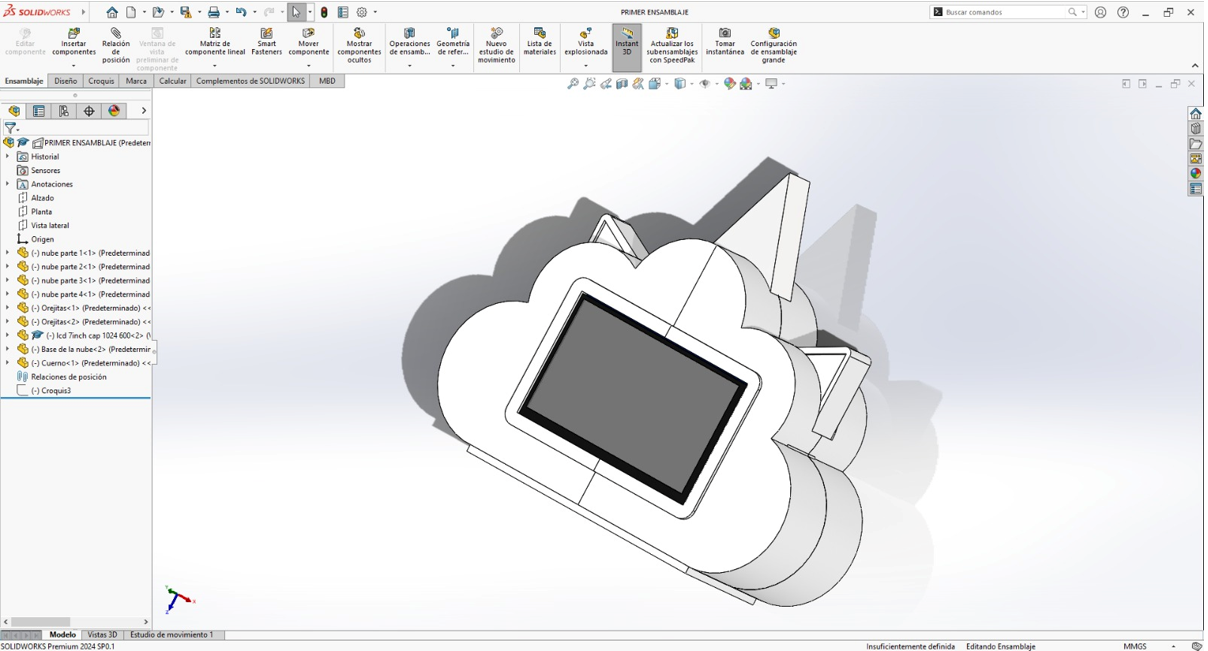 SOLIDWORKS
PRIMER ENSAMBLAJE
Buscar comandos
Editar componente
Insertar componentes
Relación de posición
Ventana de vista preliminar de componente
Matriz de componente lineal
Smart Fasteners
Mover componente
Mostrar componentes ocultos
Operaciones de ensamb...
Geometría de refer...
Nuevo estudio de movimiento
Lista de materiales
Vista explosionada
Instant 3D
Actualizar los subensamblajes con SpeedPak
Tomar instantánea
Configuración de ensamblaje grande
Ensamblaje Diseño Croquis Marca Calcular Complementos de SOLIDWORKS MBD
PRIMER ENSAMBLAJE (Predeten
Historial
Sensores
Anotaciones
Alzado
Planta
Vista lateral
Origen
(-) nube parte 1<1> (Predeterminad
(-) nube parte 2<1> (Predeterminad
(-) nube parte 3<1> (Predeterminad
(-) nube parte 4<1> (Predeterminad
(-) Orejitas<1> (Predeterminado) <<
(-) Orejitas<2> (Predeterminado) <<
(-) lcd 7inch cap 1024 600<2> (
(-) Base de la nube<2> (Predetermir
(-) Cuerno<1> (Predeterminado) <<
Relaciones de posición
(-) Croquis3
Modelo Vistas 3D Estudio de movimiento 1
SOLIDWORKS Premium 2024 SP0.1 Insuficientemente definida Editando Ensamblaje MMGS